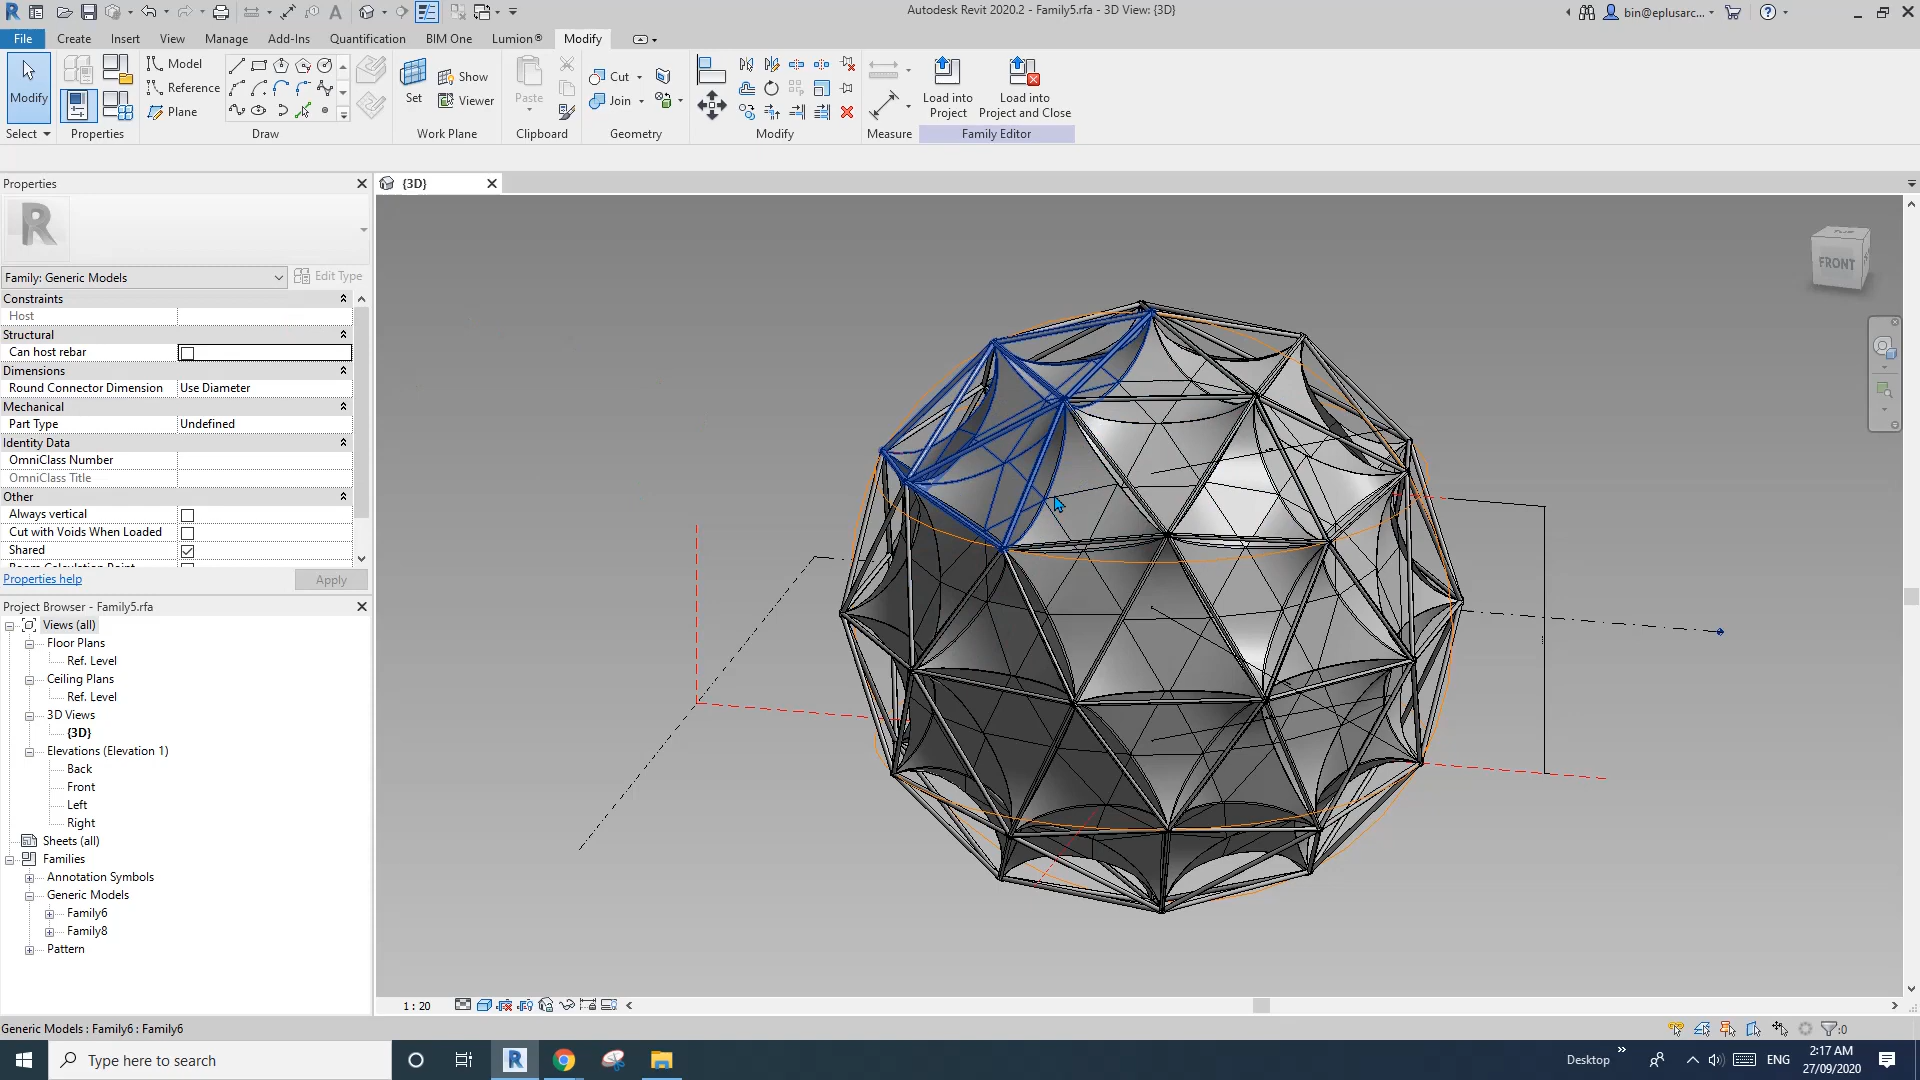 Autodesk Revit 2020.2 - Family5.rfa - 3D View: {3D}
bin@eplusarc...
File
Create
Insert
View
Manage
Add-Ins
Quantification
BIM One
Lumion®
Modify
Modify
Model
Reference
Plane
Set
Show
Viewer
Paste
Cut
Join
Load into
Project
Load into
Project and Close
Select
Properties
Draw
Work Plane
Clipboard
Geometry
Modify
Measure
Family Editor
Properties
{3D}
Family: Generic Models
Edit Type
Constraints
Host
Structural
Can host rebar
Dimensions
Round Connector Dimension
Use Diameter
Mechanical
Part Type
Undefined
Identity Data
OmniClass Number
OmniClass Title
Other
Always vertical
Cut with Voids When Loaded
Shared
Properties help
Apply
FRONT
Project Browser - Family5.rfa
Views (all)
Floor Plans
Ref. Level
Ceiling Plans
Ref. Level
3D Views
{3D}
Elevations (Elevation 1)
Back
Front
Left
Right
Sheets (all)
Families
Annotation Symbols
Generic Models
Family6
Family8
Pattern
1 : 20
Generic Models : Family6 : Family6
:0
Type here to search
Desktop
ENG
2:17 AM
27/09/2020